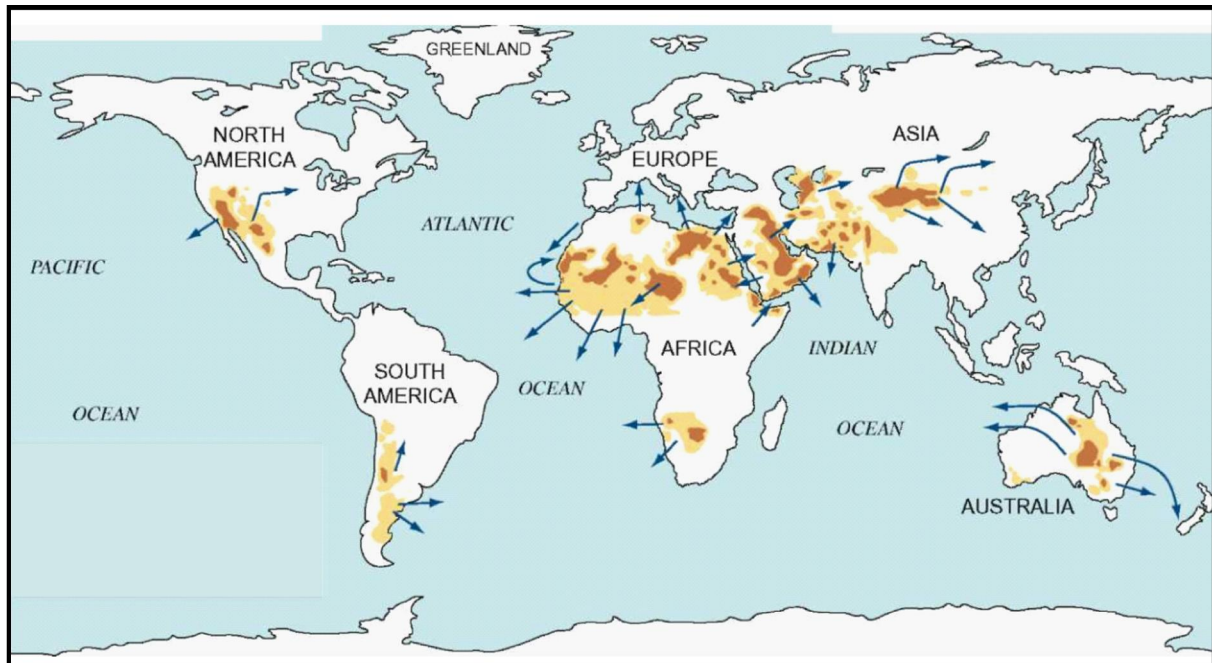 GREENLAND
NORTH
AMERICA
EUROPE
ASIA
ATLANTIC
PACIFIC
AFRICA
INDIAN
SOUTH
AMERICA
OCEAN
OCEAN
OCEAN
AUSTRALIA